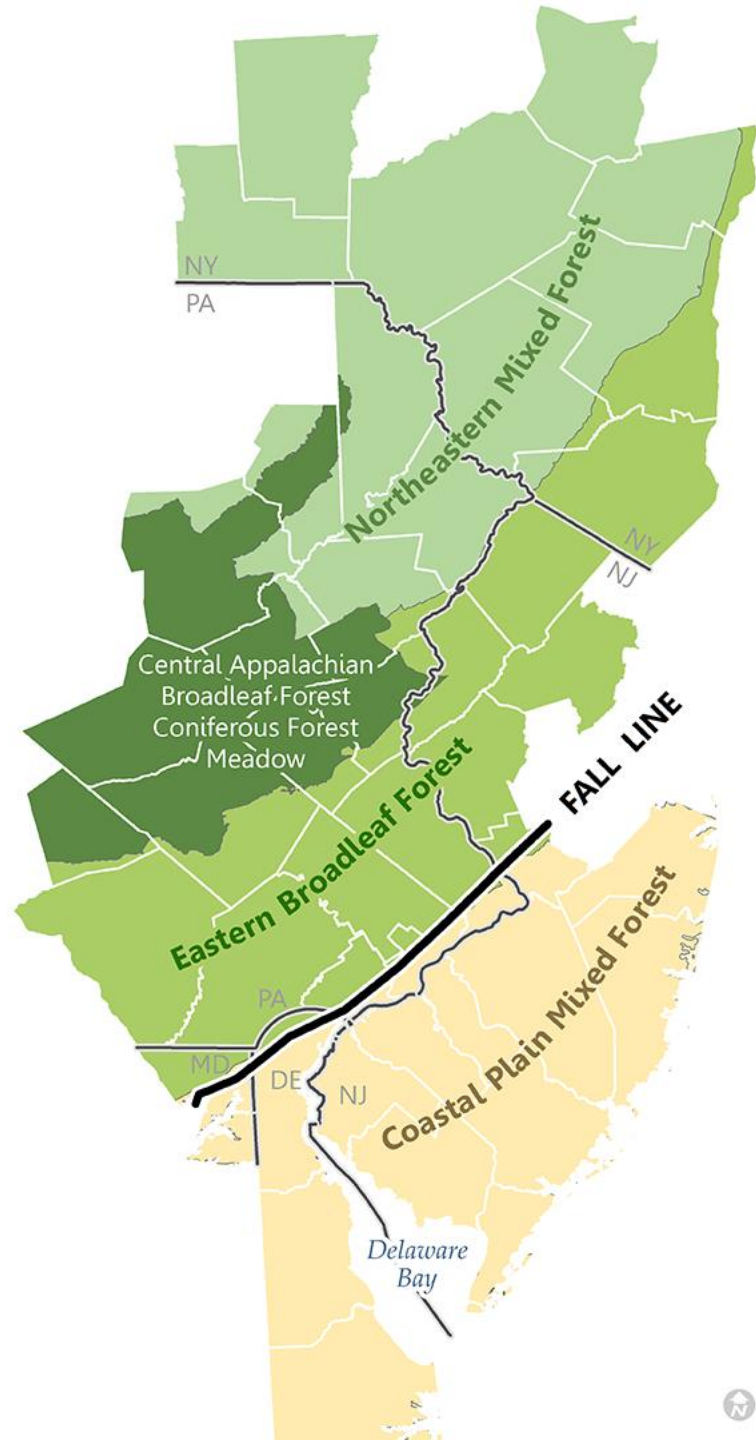 NY
PA
Northeastern Mixed Forest
NY
NJ
Central Appalachian
Broadleaf Forest
Coniferous Forest
Meadow
FALL LINE
Eastern Broadleaf Forest
Coastal Plain Mixed Forest
PA
MD
DE
NJ
Delaware
Bay
N